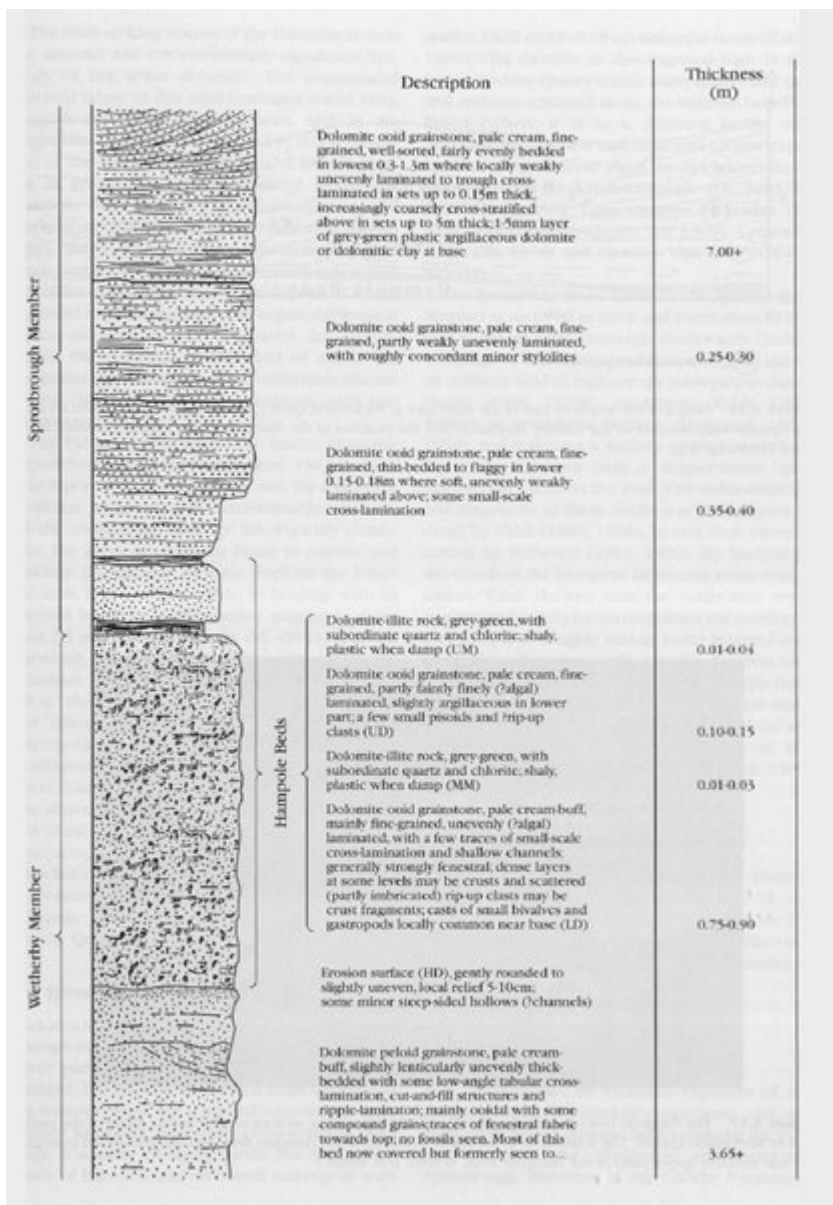 Description
Thickness
(m)
Sprotbrough Member
Dolomite ooid grainstone, pale cream, fine-
grained, well-sorted, fairly evenly bedded
in lowest 0.3-1.3m where locally weakly
unevenly laminated to trough cross-
laminated in sets up to 0.15m thick,
increasingly coarsely cross-stratified
above in sets up to 5m thick; 1-5mm layer
of grey-green plastic argillaceous dolomite
or dolomitic clay at base
7.00+
Dolomite ooid grainstone, pale cream, fine-
grained, partly weakly unevenly laminated,
with roughly concordant minor stylolites
0.25-0.30
Dolomite ooid grainstone, pale cream, fine-
grained, thin-bedded to flaggy in lower
0.15-0.18m where soft, unevenly weakly
laminated above; some small-scale
cross-lamination
0.35-0.40
Hampole Beds
Dolomite-illite rock, grey-green, with
subordinate quartz and chlorite, shaly,
plastic when damp (UM)
0.01-0.04
Dolomite ooid grainstone, pale cream, fine-
grained, partly faintly finely (?algal)
laminated, slightly argillaceous in lower
part; a few small pisoids and ?rip-up
clasts (UD)
0.10-0.15
Dolomite-illite rock, grey-green, with
subordinate quartz and chlorite, shaly,
plastic when damp (MM)
0.01-0.03
Dolomite ooid grainstone, pale cream-buff,
mainly fine-grained, unevenly (?algal)
laminated, with a few traces of small-scale
cross-lamination and shallow channels;
generally strongly fenestral; dense layers
at some levels may be crusts and scattered
(partly imbricated) rip-up clasts may be
crust fragments; casts of small bivalves and
gastropods locally common near base (LD)
0.75-0.90
Wetherby Member
Erosion surface (HD), gently rounded to
slightly uneven, local relief 5-10cm;
some minor steep-sided hollows (?channels)
Dolomite peloid grainstone, pale cream-
buff, slightly lenticularly unevenly thick-
bedded with some low-angle tabular cross-
lamination, cut-and-fill structures and
ripple-laminaton; mainly ooidal with some
compound grains; traces of fenestral fabric
towards top; no fossils seen. Most of this
bed now covered but formerly seen to...
3.65+